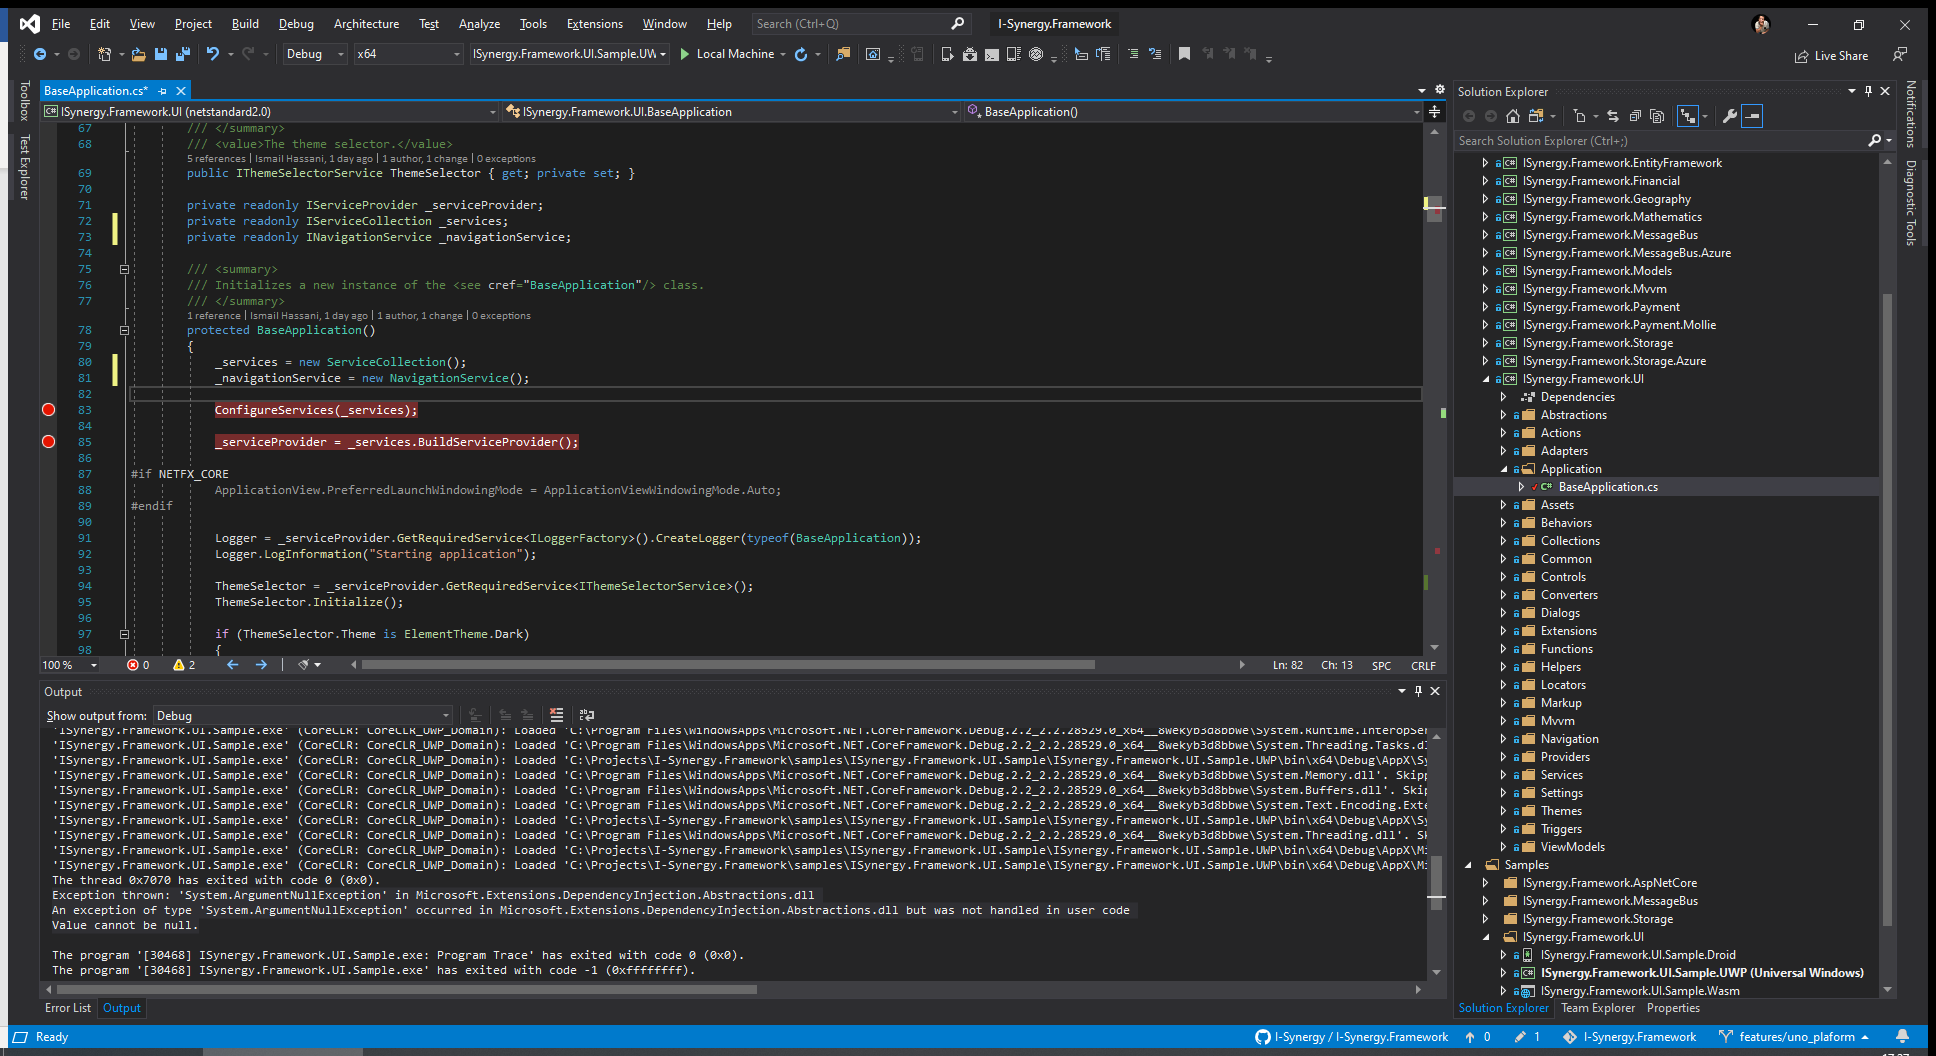 File Edit View Project Build Debug Architecture Test Analyze Tools Extensions Window Help Search (Ctrl+Q) I-Synergy.Framework
Debug x64 ISynergy.Framework.UI.Sample.UW Local Machine Live Share
Toolbox
Test Explorer
BaseApplication.cs*
ISynergy.Framework.UI (netstandard2.0) ISynergy.Framework.UI.BaseApplication BaseApplication()
67 /// </summary>
68 /// <value>The theme selector.</value>
5 references | Ismail Hassani, 1 day ago | 1 author, 1 change | 0 exceptions
69 public IThemeSelectorService ThemeSelector { get; private set; }
70
71 private readonly IServiceProvider _serviceProvider;
72 private readonly IServiceCollection _services;
73 private readonly INavigationService _navigationService;
74
75 /// <summary>
76 /// Initializes a new instance of the <see cref="BaseApplication"/> class.
77 /// </summary>
1 reference | Ismail Hassani, 1 day ago | 1 author, 1 change | 0 exceptions
78 protected BaseApplication()
79 {
80 _services = new ServiceCollection();
81 _navigationService = new NavigationService();
82
83 ConfigureServices(_services);
84
85 _serviceProvider = _services.BuildServiceProvider();
86
87 #if NETFX_CORE
88 ApplicationView.PreferredLaunchWindowingMode = ApplicationViewWindowingMode.Auto;
89 #endif
90
91 Logger = _serviceProvider.GetRequiredService<ILoggerFactory>().CreateLogger(typeof(BaseApplication));
92 Logger.LogInformation("Starting application");
93
94 ThemeSelector = _serviceProvider.GetRequiredService<IThemeSelectorService>();
95 ThemeSelector.Initialize();
96
97 if (ThemeSelector.Theme is ElementTheme.Dark)
98 {
100 % 0 2 Ln: 82 Ch: 13 SPC CRLF
Output
Show output from: Debug
'ISynergy.Framework.UI.Sample.exe' (CoreCLR: CoreCLR_UWP_Domain): Loaded 'C:\Program Files\WindowsApps\Microsoft.NET.CoreFramework.Debug.2.2_2.2.28529.0_x64__8wekyb3d8bbwe\System.Runtime.InteropSer
'ISynergy.Framework.UI.Sample.exe' (CoreCLR: CoreCLR_UWP_Domain): Loaded 'C:\Program Files\WindowsApps\Microsoft.NET.CoreFramework.Debug.2.2_2.2.28529.0_x64__8wekyb3d8bbwe\System.Threading.Tasks.d
'ISynergy.Framework.UI.Sample.exe' (CoreCLR: CoreCLR_UWP_Domain): Loaded 'C:\Projects\I-Synergy.Framework\samples\ISynergy.Framework.UI.Sample\ISynergy.Framework.UI.Sample.UWP\bin\x64\Debug\AppX\Sy
'ISynergy.Framework.UI.Sample.exe' (CoreCLR: CoreCLR_UWP_Domain): Loaded 'C:\Program Files\WindowsApps\Microsoft.NET.CoreFramework.Debug.2.2_2.2.28529.0_x64__8wekyb3d8bbwe\System.Memory.dll'. Skipp
'ISynergy.Framework.UI.Sample.exe' (CoreCLR: CoreCLR_UWP_Domain): Loaded 'C:\Program Files\WindowsApps\Microsoft.NET.CoreFramework.Debug.2.2_2.2.28529.0_x64__8wekyb3d8bbwe\System.Buffers.dll'. Skip
'ISynergy.Framework.UI.Sample.exe' (CoreCLR: CoreCLR_UWP_Domain): Loaded 'C:\Program Files\WindowsApps\Microsoft.NET.CoreFramework.Debug.2.2_2.2.28529.0_x64__8wekyb3d8bbwe\System.Text.Encoding.Exte
'ISynergy.Framework.UI.Sample.exe' (CoreCLR: CoreCLR_UWP_Domain): Loaded 'C:\Projects\I-Synergy.Framework\samples\ISynergy.Framework.UI.Sample\ISynergy.Framework.UI.Sample.UWP\bin\x64\Debug\AppX\Sy
'ISynergy.Framework.UI.Sample.exe' (CoreCLR: CoreCLR_UWP_Domain): Loaded 'C:\Program Files\WindowsApps\Microsoft.NET.CoreFramework.Debug.2.2_2.2.28529.0_x64__8wekyb3d8bbwe\System.Threading.dll'. Sk
'ISynergy.Framework.UI.Sample.exe' (CoreCLR: CoreCLR_UWP_Domain): Loaded 'C:\Projects\I-Synergy.Framework\samples\ISynergy.Framework.UI.Sample\ISynergy.Framework.UI.Sample.UWP\bin\x64\Debug\AppX\Mi
'ISynergy.Framework.UI.Sample.exe' (CoreCLR: CoreCLR_UWP_Domain): Loaded 'C:\Projects\I-Synergy.Framework\samples\ISynergy.Framework.UI.Sample\ISynergy.Framework.UI.Sample.UWP\bin\x64\Debug\AppX\Mi
The thread 0x7070 has exited with code 0 (0x0).
Exception thrown: 'System.ArgumentNullException' in Microsoft.Extensions.DependencyInjection.Abstractions.dll
An exception of type 'System.ArgumentNullException' occurred in Microsoft.Extensions.DependencyInjection.Abstractions.dll but was not handled in user code
Value cannot be null.
The program '[30468] ISynergy.Framework.UI.Sample.exe: Program Trace' has exited with code 0 (0x0).
The program '[30468] ISynergy.Framework.UI.Sample.exe' has exited with code -1 (0xffffffff).
Error List Output
Solution Explorer
Search Solution Explorer (Ctrl+;)
ISynergy.Framework.EntityFramework
ISynergy.Framework.Financial
ISynergy.Framework.Geography
ISynergy.Framework.Mathematics
ISynergy.Framework.MessageBus
ISynergy.Framework.MessageBus.Azure
ISynergy.Framework.Models
ISynergy.Framework.Mvvm
ISynergy.Framework.Payment
ISynergy.Framework.Payment.Mollie
ISynergy.Framework.Storage
ISynergy.Framework.Storage.Azure
ISynergy.Framework.UI
Dependencies
Abstractions
Actions
Adapters
Application
C# BaseApplication.cs
Assets
Behaviors
Collections
Common
Controls
Converters
Dialogs
Extensions
Functions
Helpers
Locators
Markup
Mvvm
Navigation
Providers
Services
Settings
Themes
Triggers
ViewModels
Samples
ISynergy.Framework.AspNetCore
ISynergy.Framework.MessageBus
ISynergy.Framework.Storage
ISynergy.Framework.UI
ISynergy.Framework.UI.Sample.Droid
ISynergy.Framework.UI.Sample.UWP (Universal Windows)
ISynergy.Framework.UI.Sample.Wasm
Solution Explorer Team Explorer Properties
Notifications
Diagnostic Tools
Ready I-Synergy / I-Synergy.Framework 0 1 I-Synergy.Framework features/uno_plaform